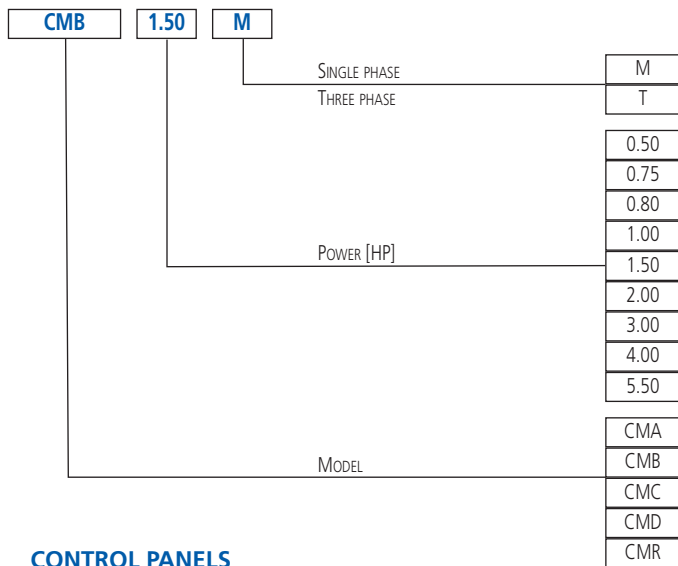 CMB 1.50 M
SINGLE PHASE M
THREE PHASE T
0.50
0.75
0.80
1.00
POWER [HP] 1.50
2.00
3.00
4.00
5.50
CMA
MODEL CMB
CMC
CMD
CMR
CONTROL PANELS